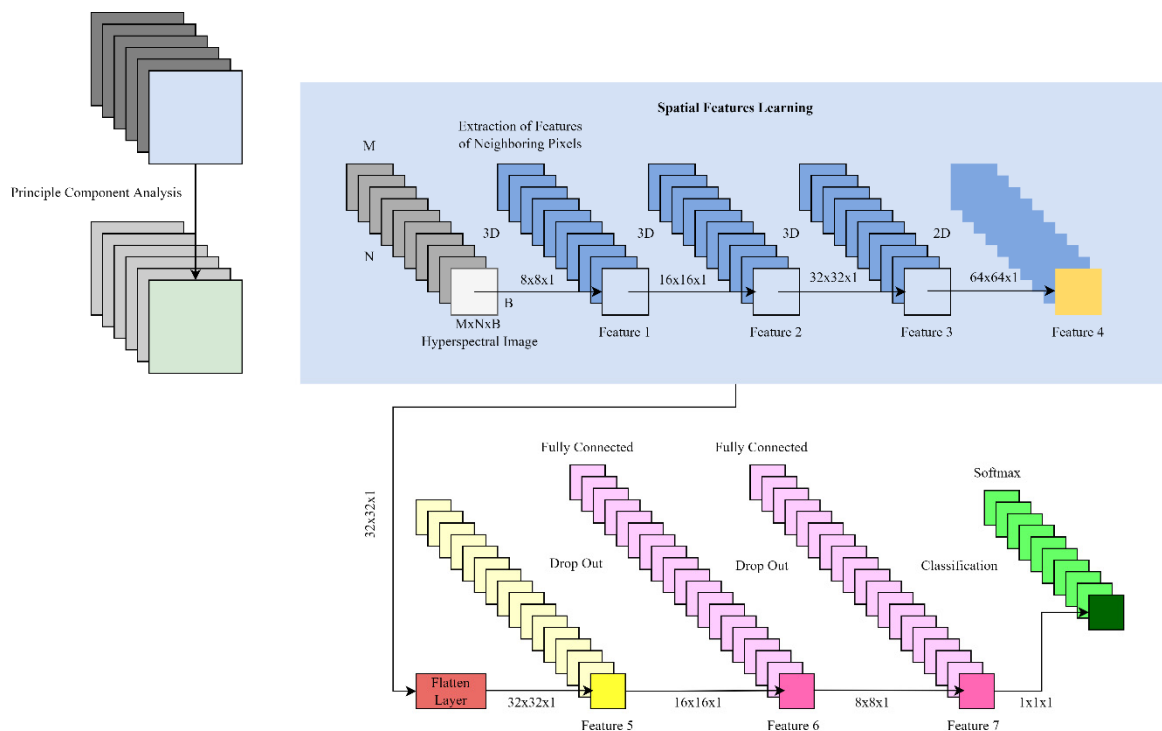 Principle Component Analysis
Spatial Features Learning
Extraction of Features
of Neighboring Pixels
M
N
B
MxNxB
Hyperspectral Image
3D
8x8x1
Feature 1
3D
16x16x1
Feature 2
3D
32x32x1
Feature 3
2D
64x64x1
Feature 4
32x32x1
Flatten
Layer
32x32x1
Feature 5
Fully Connected
Drop Out
16x16x1
Feature 6
Fully Connected
Drop Out
8x8x1
Feature 7
Softmax
Classification
1x1x1